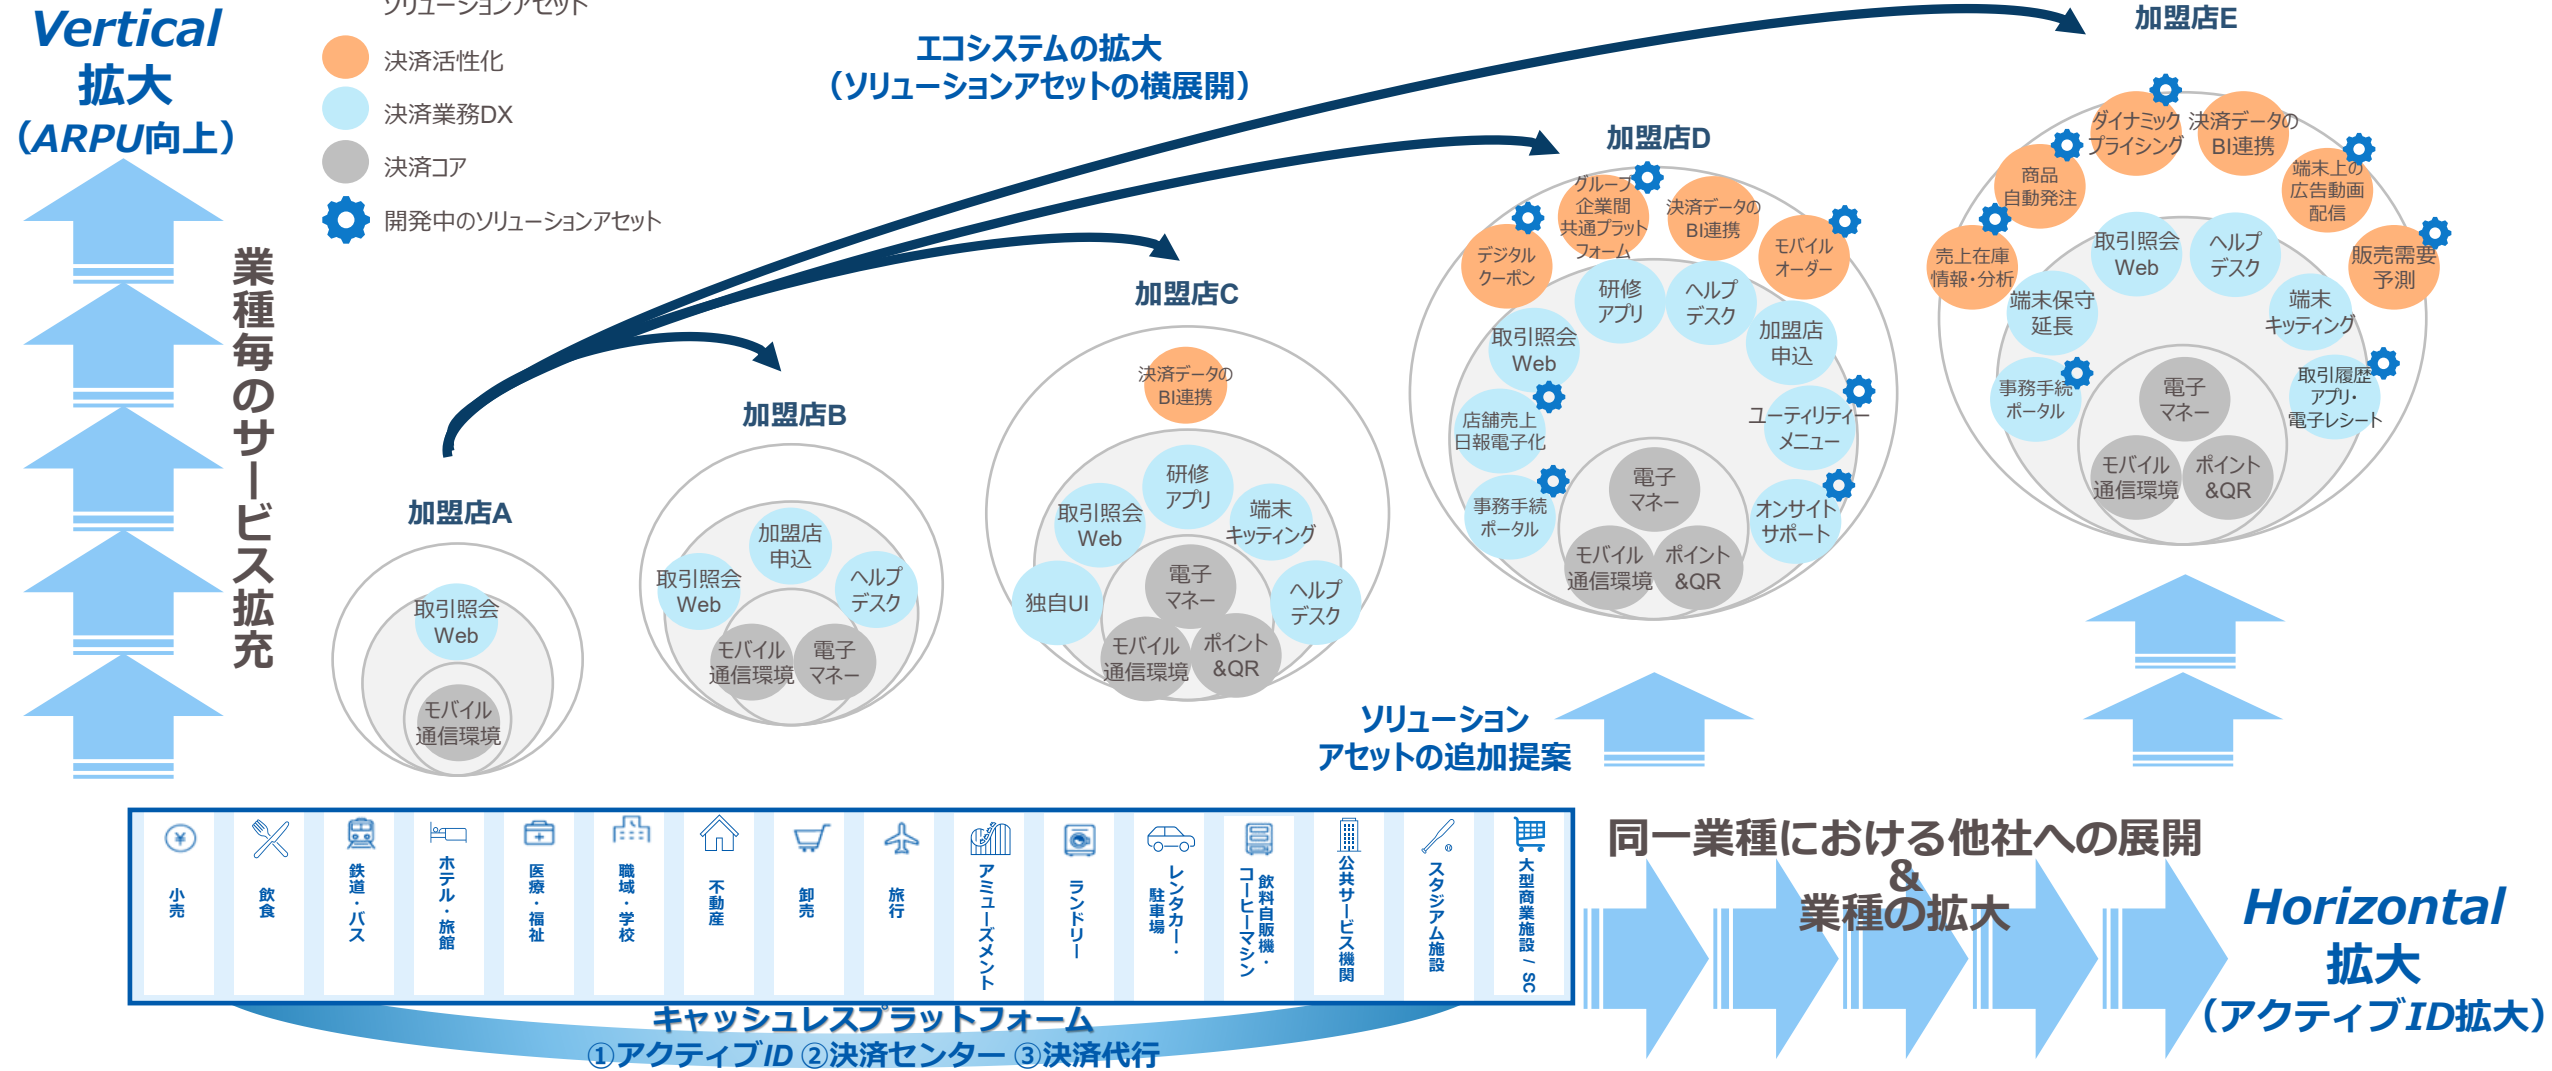 Vertical
拡大
（ARPU向上）
ソリューションアセット
決済活性化
決済業務DX
決済コア
開発中のソリューションアセット
業種毎のサービス拡充
エコシステムの拡大
（ソリューションアセットの横展開）
加盟店A
取引照会
Web
モバイル
通信環境
加盟店B
加盟店
申込
取引照会
Web
ヘルプ
デスク
モバイル
通信環境
電子
マネー
加盟店C
決済データの
BI連携
研修
アプリ
取引照会
Web
端末
キッティング
独自UI
ヘルプ
デスク
電子
マネー
モバイル
通信環境
ポイント
&QR
加盟店D
グループ
企業間
共通プラット
フォーム
決済データの
BI連携
デジタル
クーポン
モバイル
オーダー
研修
アプリ
ヘルプ
デスク
取引照会
Web
加盟店
申込
店舗売上
日報電子化
ユーティリティー
メニュー
事務手続
ポータル
オンサイト
サポート
電子
マネー
モバイル
通信環境
ポイント
&QR
加盟店E
ダイナミック
プライシング
決済データの
BI連携
商品
自動発注
端末上の
広告動画
配信
売上在庫
情報・分析
販売需要
予測
取引照会
Web
ヘルプ
デスク
端末保守
延長
端末
キッティング
事務手続
ポータル
取引履歴
アプリ・
電子レシート
電子
マネー
モバイル
通信環境
ポイント
&QR
ソリューション
アセットの追加提案
小売
飲食
鉄道・バス
ホテル・旅館
医療・福祉
職域・学校
不動産
卸売
旅行
アミューズメント
ランドリー
レンタカー・
駐車場
飲料自販機・
コーヒーマシン
公共サービス機関
スタジアム施設
大型商業施設 / SC
キャッシュレスプラットフォーム
①アクティブID ②決済センター ③決済代行
同一業種における他社への展開
&
業種の拡大
Horizontal
拡大
（アクティブID拡大）